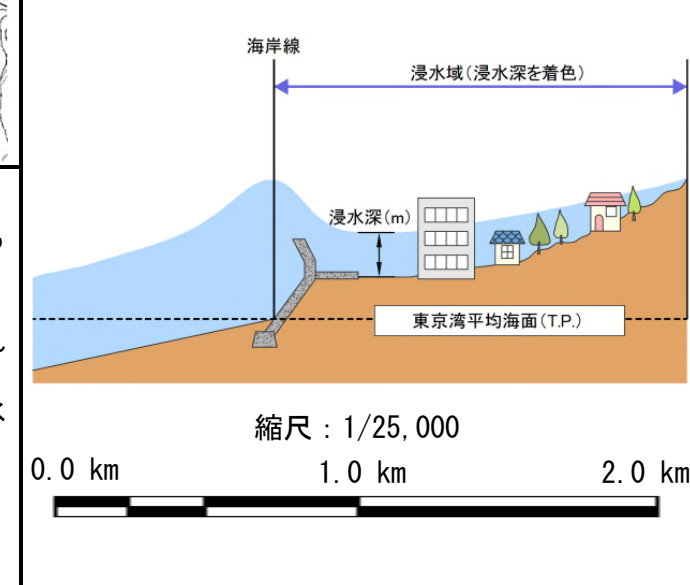 海岸線
浸水域（浸水深を着色）
浸水深(m)
東京湾平均海面(T.P.)
縮尺：1/25,000
0.0 km 1.0 km 2.0 km